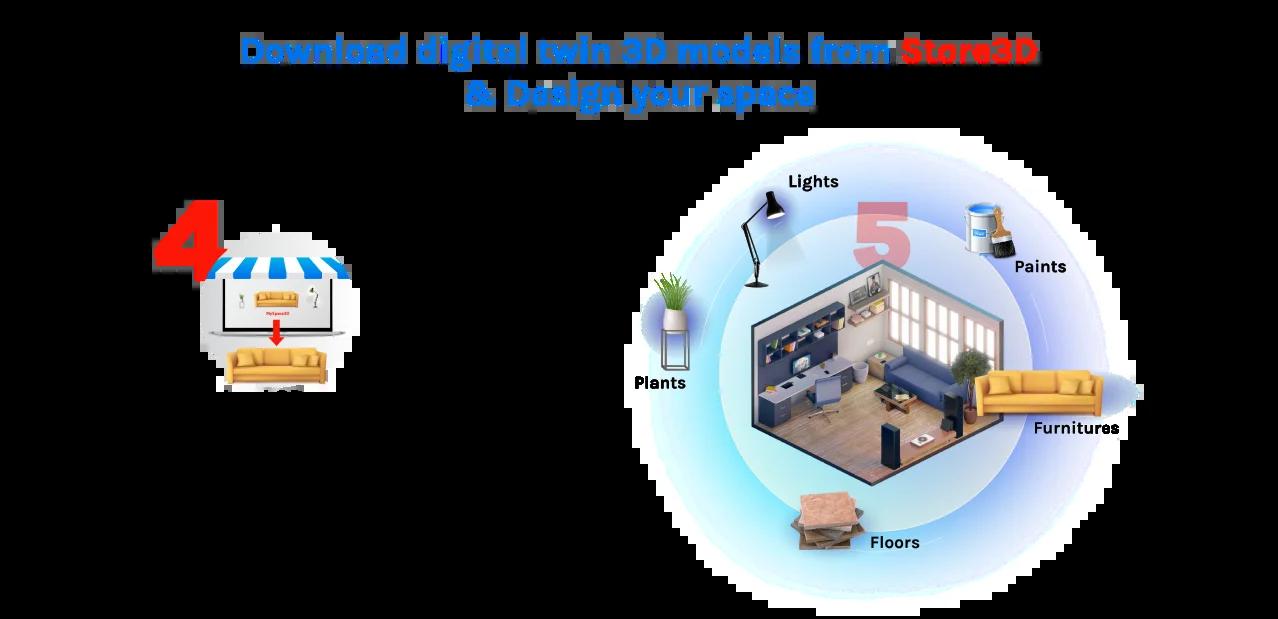 Download digital twin 3D models from Store3D
& Design your space
Lights
5
Paints
4
MySpace3D
Plants
Furnitures
Floors